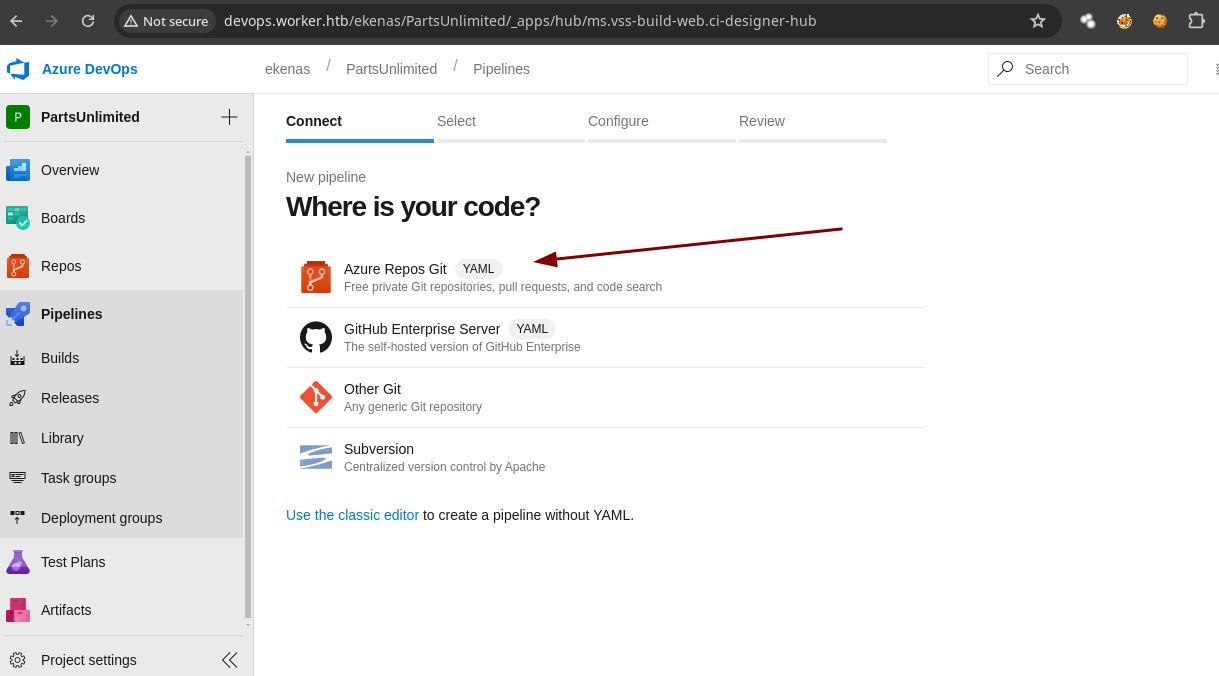 Not secure devops.worker.htb/ekenas/PartsUnlimited/_apps/hub/ms.vss-build-web.ci-designer-hub
Azure DevOps ekenas / PartsUnlimited / Pipelines Search
P PartsUnlimited
Overview
Boards
Repos
Pipelines
Builds
Releases
Library
Task groups
Deployment groups
Test Plans
Artifacts
Project settings
Connect Select Configure Review
New pipeline
Where is your code?
Azure Repos Git YAML
Free private Git repositories, pull requests, and code search
GitHub Enterprise Server YAML
The self-hosted version of GitHub Enterprise
Other Git
Any generic Git repository
Subversion
Centralized version control by Apache
Use the classic editor to create a pipeline without YAML.